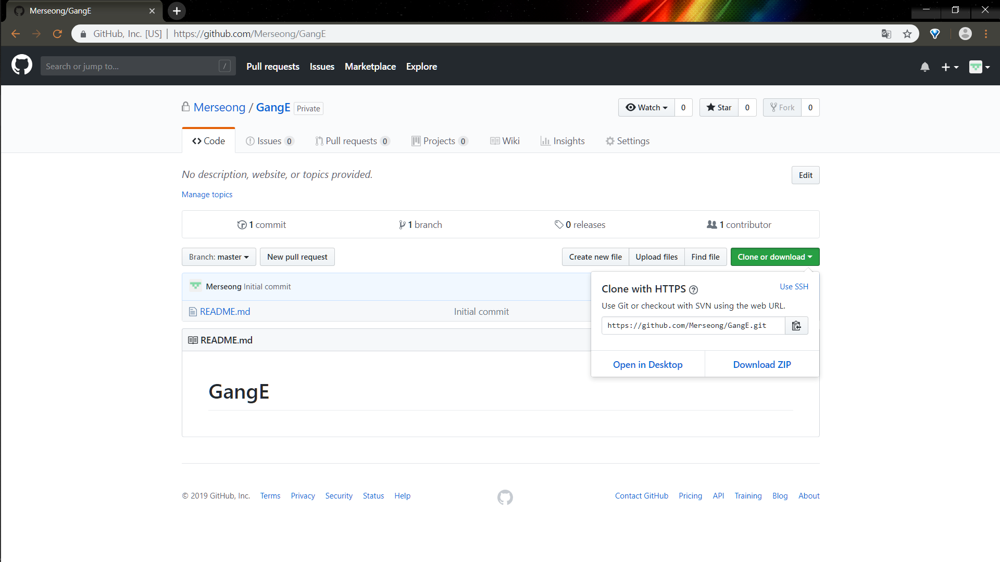 Merseong/GangE
GitHub, Inc. [US] | https://github.com/Merseong/GangE
Search or jump to... /
Pull requests Issues Marketplace Explore
Merseong / GangE Private
Watch 0 Star 0 Fork 0
Code Issues 0 Pull requests 0 Projects 0 Wiki Insights Settings
No description, website, or topics provided.
Edit
Manage topics
1 commit 1 branch 0 releases 1 contributor
Branch: master New pull request Create new file Upload files Find file Clone or download
Merseong Initial commit
README.md Initial commit
Clone with HTTPS ? Use SSH
Use Git or checkout with SVN using the web URL.
https://github.com/Merseong/GangE.git
Open in Desktop Download ZIP
README.md
GangE
© 2019 GitHub, Inc. Terms Privacy Security Status Help
Contact GitHub Pricing API Training Blog About